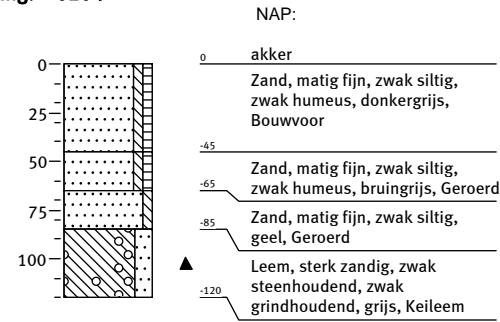 NAP:
0 akker
0
Zand, matig fijn, zwak siltig,
zwak humeus, donkergrijs,
Bouwvoor
25
-45
50
Zand, matig fijn, zwak siltig,
-65 zwak humeus, bruingrijs, Geroerd
75
Zand, matig fijn, zwak siltig,
-85 geel, Geroerd
100
Leem, sterk zandig, zwak
steenhoudend, zwak
-120 grindhoudend, grijs, Keileem